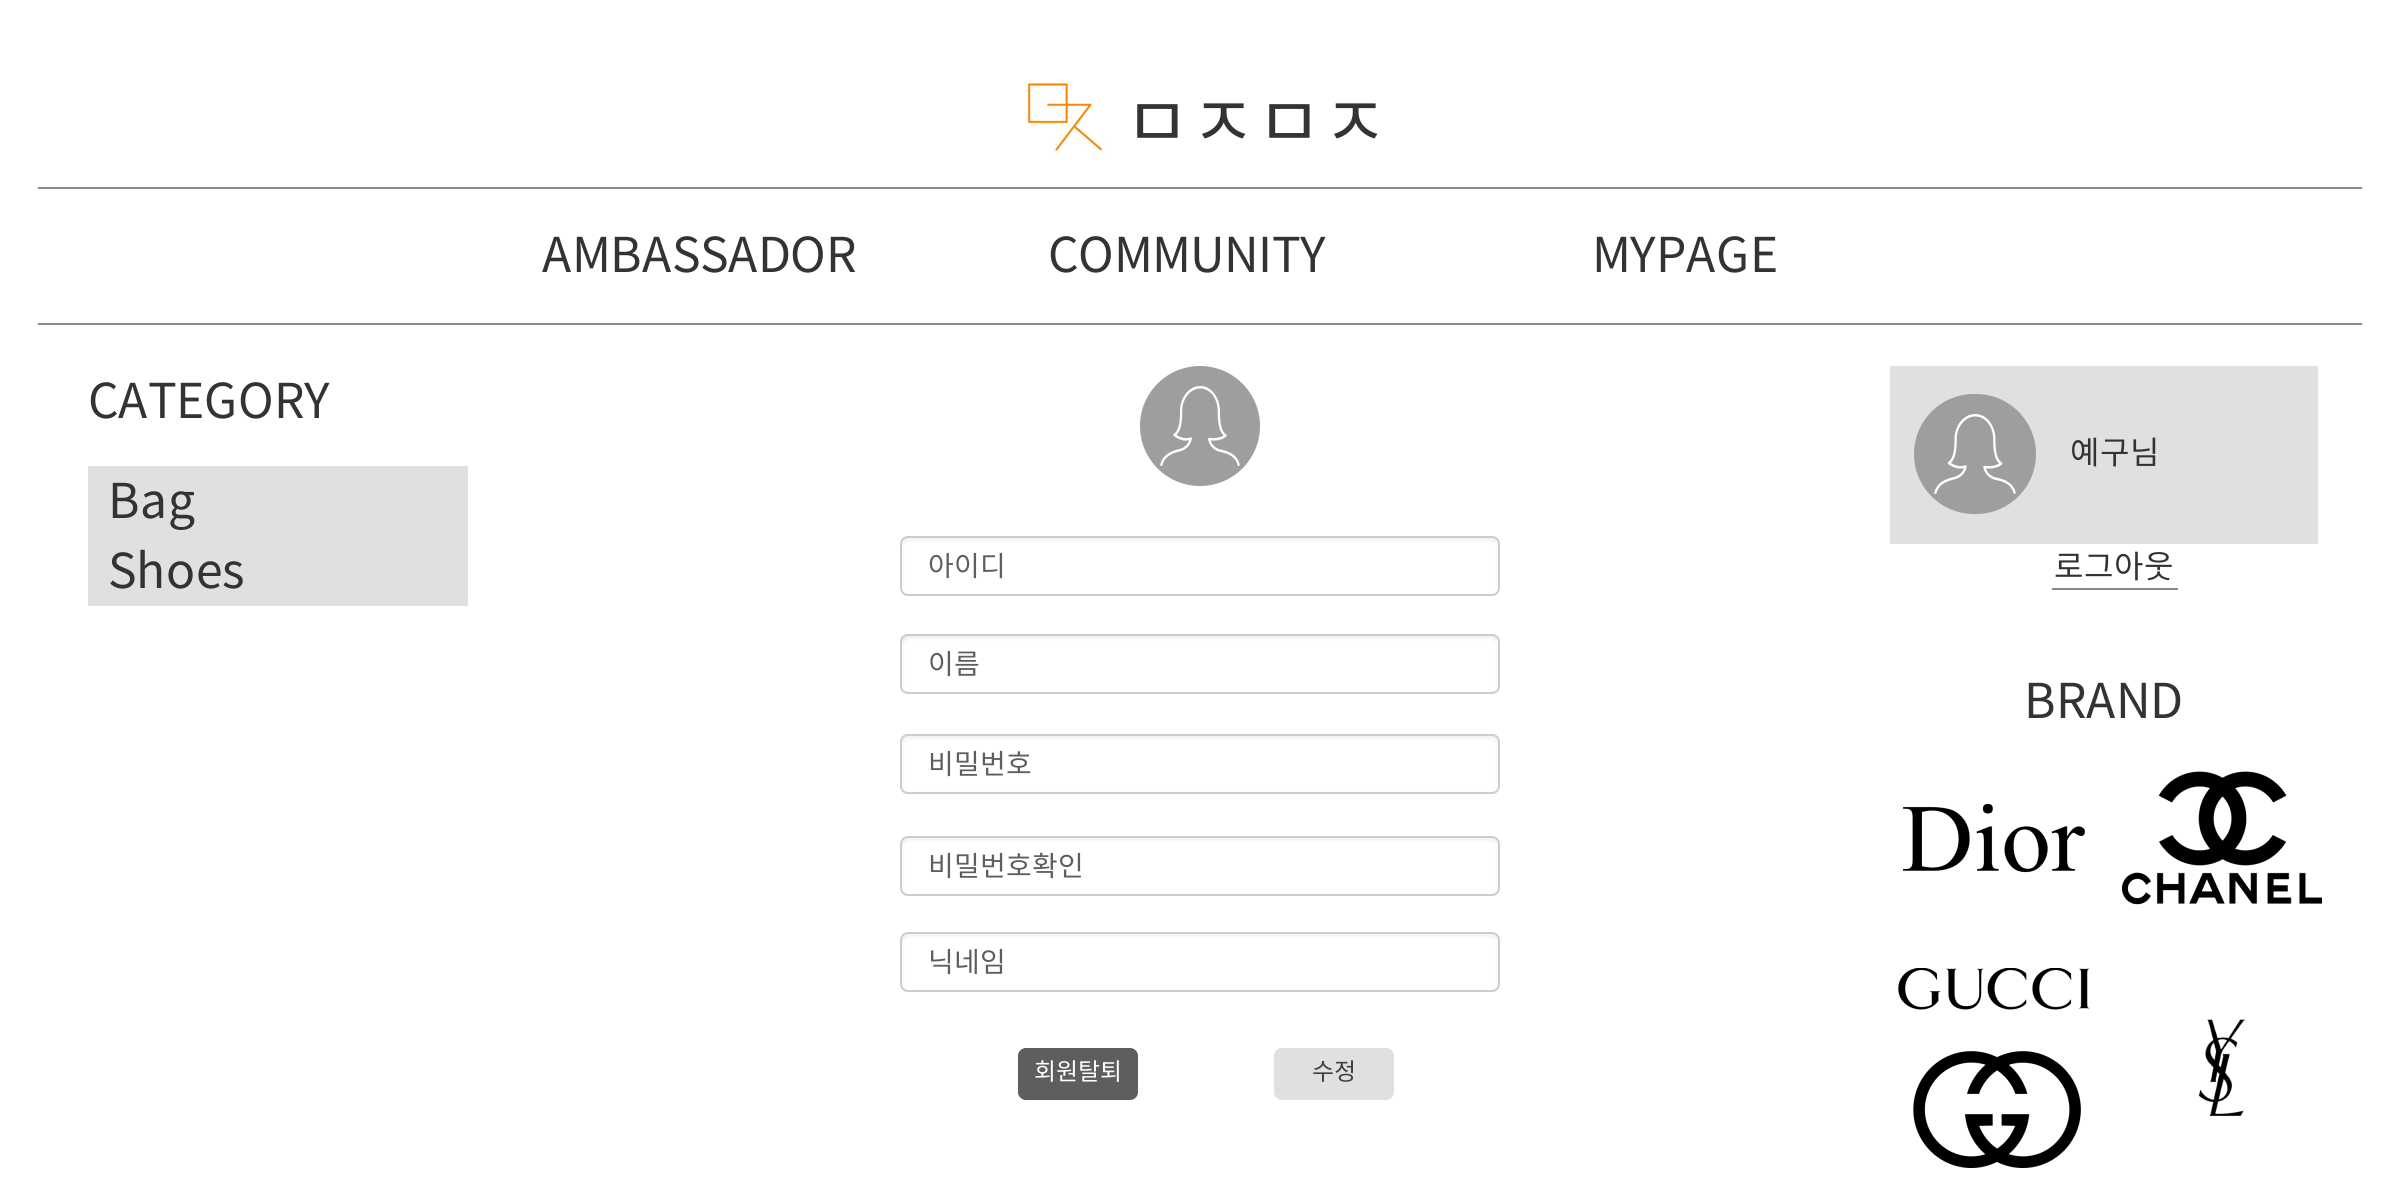 ㅁㅈㅁㅈ
AMBASSADOR COMMUNITY MYPAGE
CATEGORY
Bag
Shoes
아이디
이름
비밀번호
비밀번호확인
닉네임
회원탈퇴 수정
예구님
로그아웃
BRAND
Dior
CHANEL
GUCCI
YSL